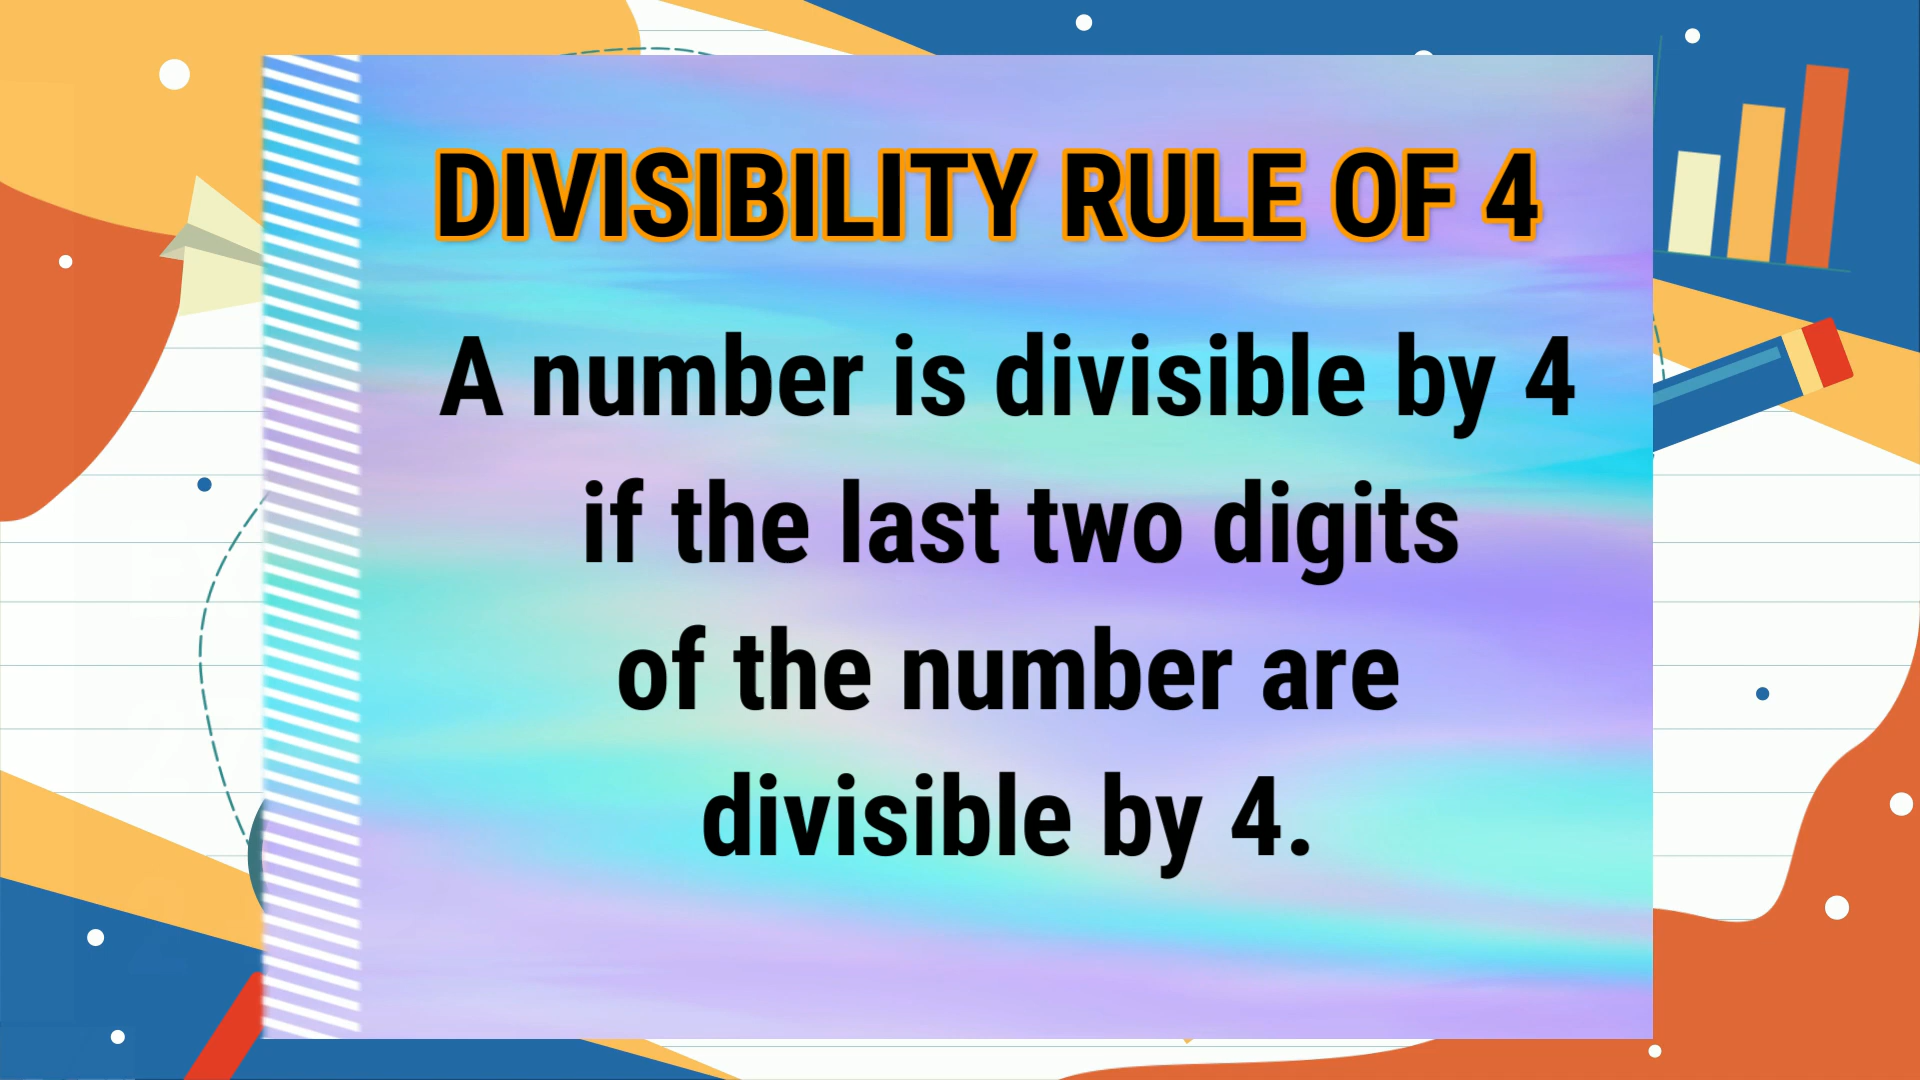 DIVISIBILITY RULE OF 4
A number is divisible by 4
if the last two digits
of the number are
divisible by 4.